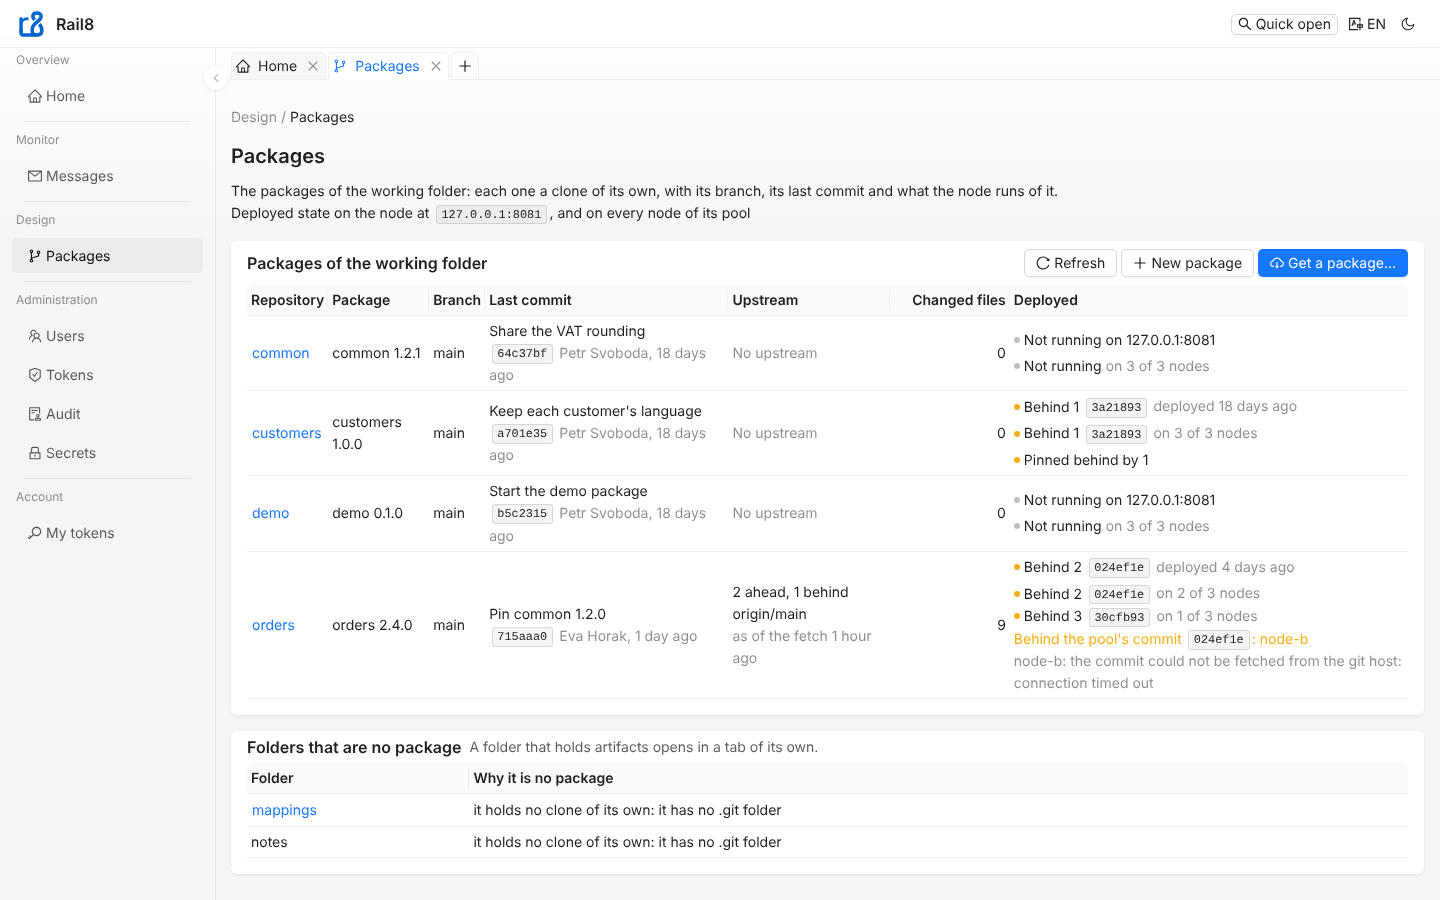 Rail8
Quick open
EN
Overview
Home
Monitor
Messages
Design
Packages
Administration
Users
Tokens
Audit
Secrets
Account
My tokens
Home
Packages
Design / Packages
Packages
The packages of the working folder: each one a clone of its own, with its branch, its last commit and what the node runs of it.
Deployed state on the node at 127.0.0.1:8081, and on every node of its pool
Packages of the working folder
Refresh
New package
Get a package...
Repository Package Branch Last commit Upstream Changed files Deployed
common common 1.2.1 main
Share the VAT rounding
64c37bf Petr Svoboda, 18 days
ago
No upstream
0
Not running on 127.0.0.1:8081
Not running on 3 of 3 nodes
customers
customers
1.0.0
main
Keep each customer's language
a701e35 Petr Svoboda, 18 days
ago
No upstream
0
Behind 1 3a21893 deployed 18 days ago
Behind 1 3a21893 on 3 of 3 nodes
Pinned behind by 1
demo demo 0.1.0 main
Start the demo package
b5c2315 Petr Svoboda, 18 days
ago
No upstream
0
Not running on 127.0.0.1:8081
Not running on 3 of 3 nodes
orders orders 2.4.0 main
Pin common 1.2.0
715aaa0 Eva Horak, 1 day ago
2 ahead, 1 behind
origin/main
as of the fetch 1 hour
ago
9
Behind 2 024ef1e deployed 4 days ago
Behind 2 024ef1e on 2 of 3 nodes
Behind 3 30cfb93 on 1 of 3 nodes
Behind the pool's commit 024ef1e: node-b
node-b: the commit could not be fetched from the git host:
connection timed out
Folders that are no package A folder that holds artifacts opens in a tab of its own.
Folder Why it is no package
mappings it holds no clone of its own: it has no .git folder
notes it holds no clone of its own: it has no .git folder